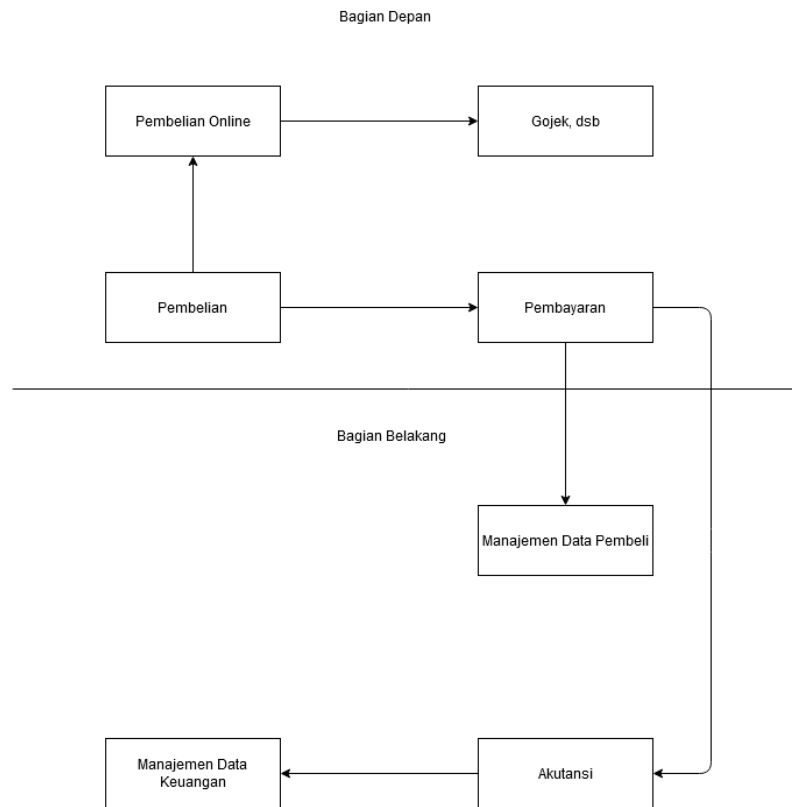 Bagian Depan
Pembelian Online
Gojek, dsb
Pembelian
Pembayaran
Bagian Belakang
Manajemen Data Pembeli
Manajemen Data
Keuangan
Akutansi